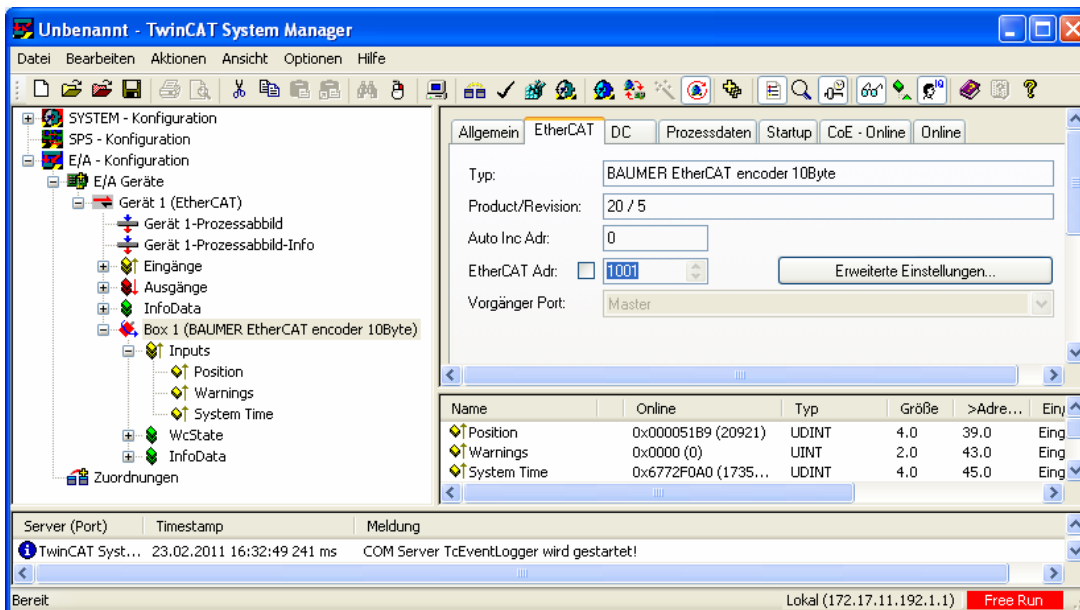 Unbenannt - TwinCAT System Manager
Datei Bearbeiten Aktionen Ansicht Optionen Hilfe
SYSTEM - Konfiguration
SPS - Konfiguration
E/A - Konfiguration
E/A Geräte
Gerät 1 (EtherCAT)
Gerät 1-Prozessabbild
Gerät 1-Prozessabbild-Info
Eingänge
Ausgänge
InfoData
Box 1 (BAUMER EtherCAT encoder 10Byte)
Inputs
Position
Warnings
System Time
WcState
InfoData
Zuordnungen
Allgemein EtherCAT DC Prozessdaten Startup CoE - Online Online
Typ: BAUMER EtherCAT encoder 10Byte
Product/Revision: 20 / 5
Auto Inc Adr: 0
EtherCAT Adr: 1001 Erweiterte Einstellungen...
Vorgänger Port: Master
Name Online Typ Größe >Adre... Ein/
Position 0x000051B9 (20921) UDINT 4.0 39.0 Eing
Warnings 0x0000 (0) UINT 2.0 43.0 Eing
System Time 0x6772F0A0 (1735... UDINT 4.0 45.0 Eing
Server (Port) Timestamp Meldung
TwinCAT Syst... 23.02.2011 16:32:49 241 ms COM Server TcEventLogger wird gestartet!
Bereit Lokal (172.17.11.192.1.1) Free Run